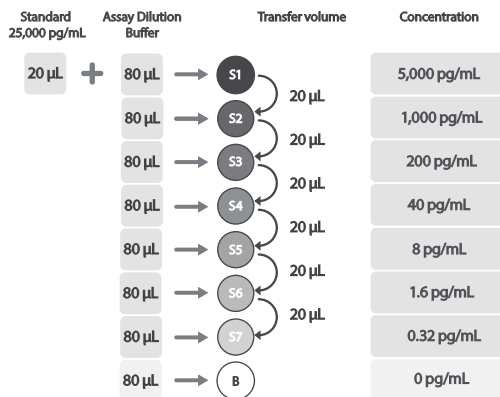 Standard
25,000 pg/mL
Assay Dilution
Buffer
Transfer volume
Concentration
20 µL + 80 µL S1 5,000 pg/mL
20 µL
80 µL S2 1,000 pg/mL
20 µL
80 µL S3 200 pg/mL
20 µL
80 µL S4 40 pg/mL
20 µL
80 µL S5 8 pg/mL
20 µL
80 µL S6 1.6 pg/mL
20 µL
80 µL S7 0.32 pg/mL
80 µL B 0 pg/mL